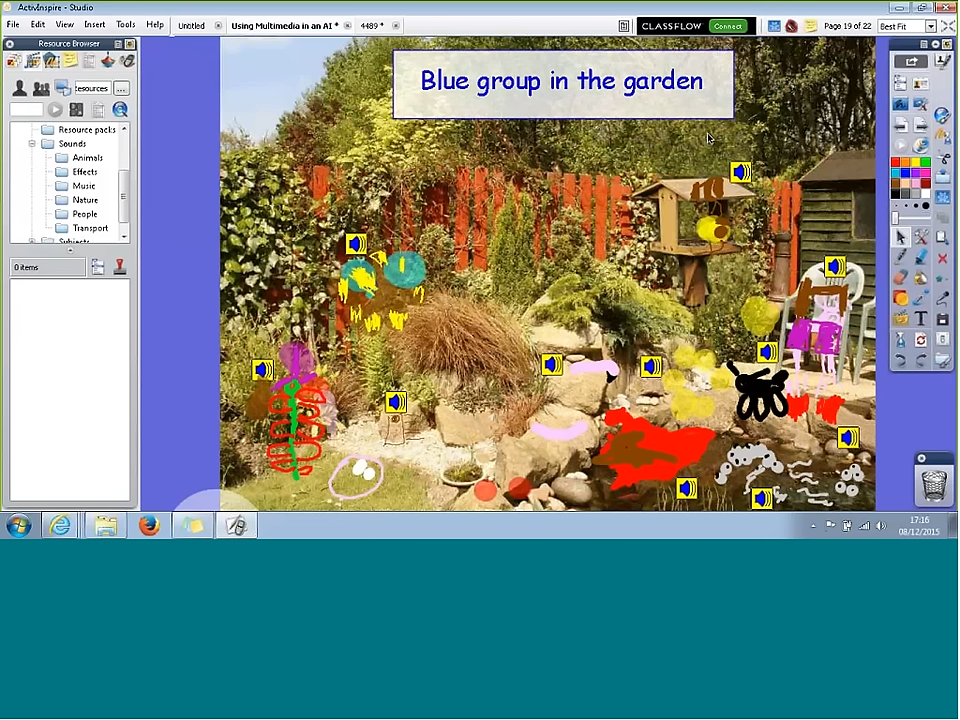 ActivInspire - Studio
File Edit View Insert Tools Help
Untitled
Using Multimedia in an AI *
4489 *
CLASSFLOW
Connect
Page 19 of 22
Best Fit
Resource Browser
esources
...
Resource packs
Sounds
Animals
Effects
Music
Nature
People
Transport
Subjects
0 items
Blue group in the garden
17:16
08/12/2015